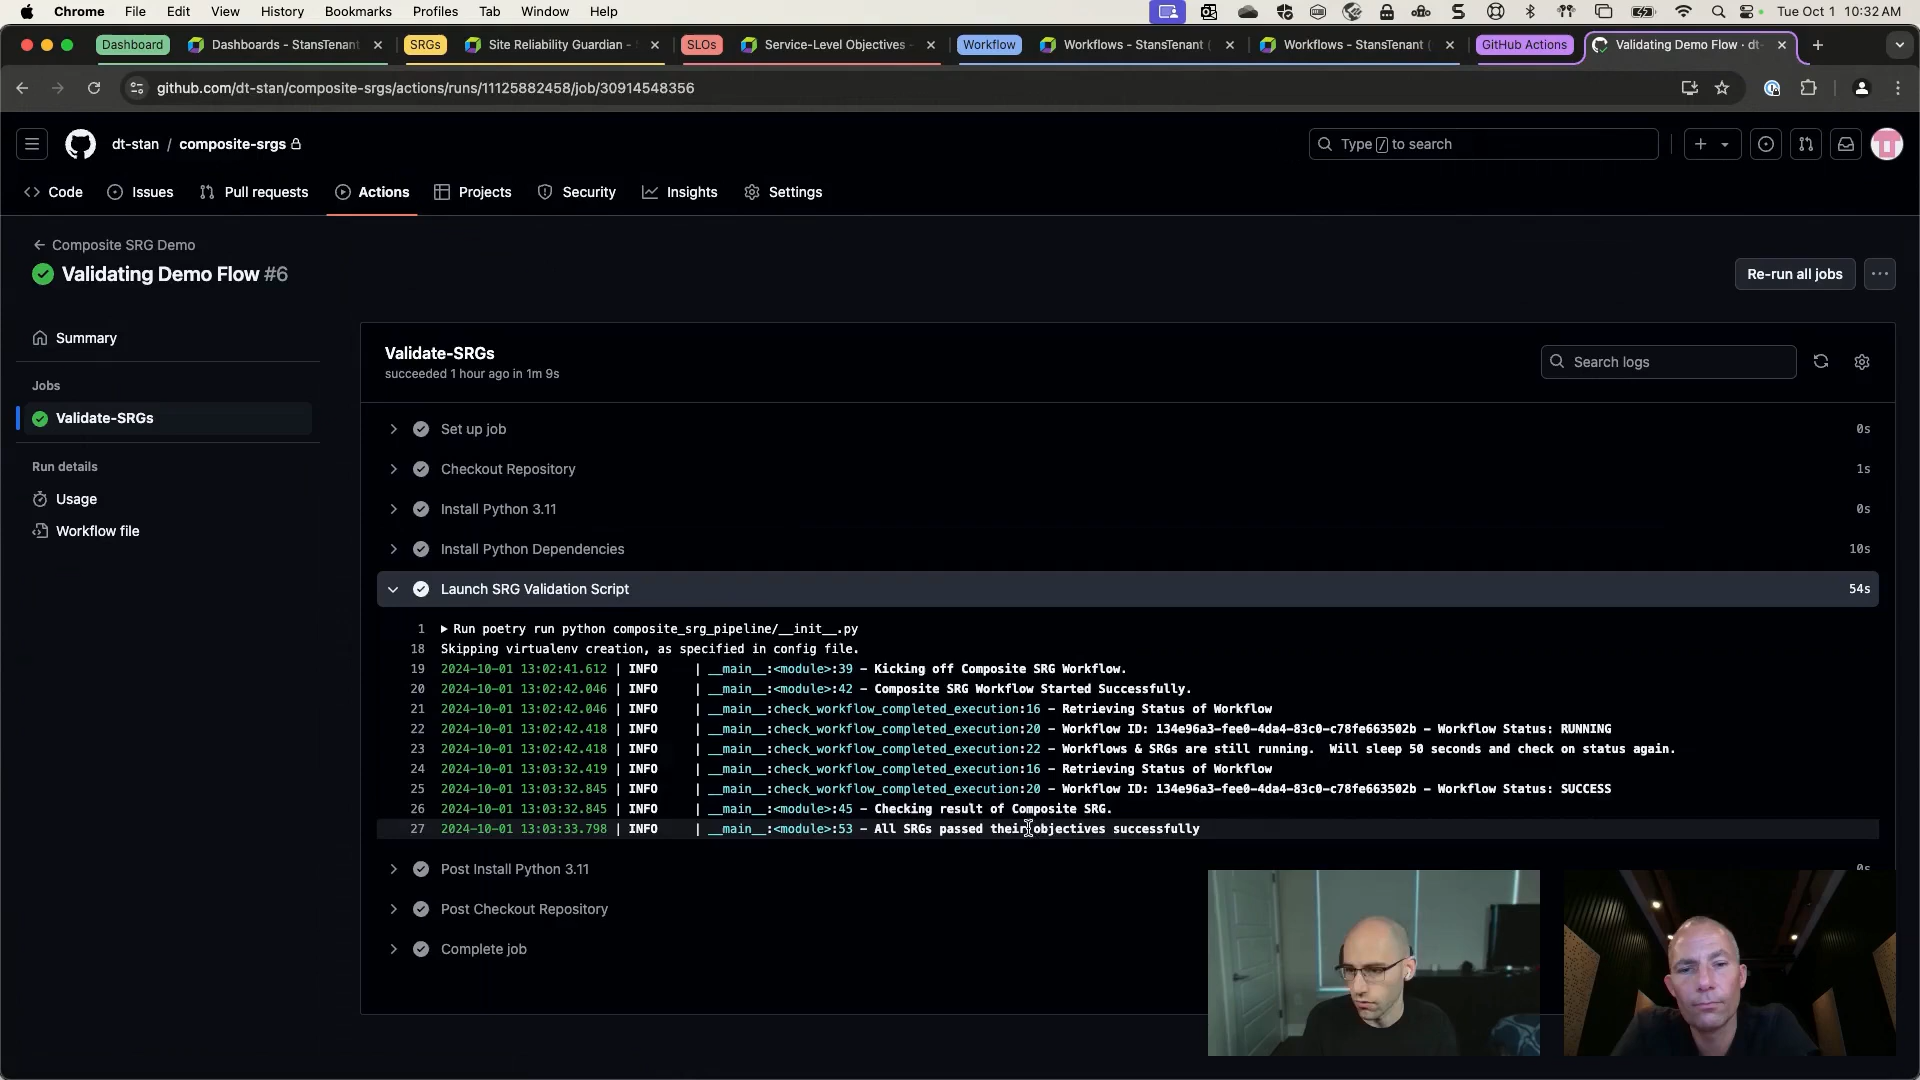 Chrome File Edit View History Bookmarks Profiles Tab Window Help Tue Oct 1 10:32 AM
Dashboard Dashboards - StansTenant SRGs Site Reliability Guardian - SLOs Service-Level Objectives - Workflow Workflows - StansTenant ( Workflows - StansTenant ( GitHub Actions Validating Demo Flow · dt-
github.com/dt-stan/composite-srgs/actions/runs/11125882458/job/30914548356
dt-stan / composite-srgs Type / to search
Code Issues Pull requests Actions Projects Security Insights Settings
Composite SRG Demo
Validating Demo Flow #6
Re-run all jobs
Summary
Jobs
Validate-SRGs
Run details
Usage
Workflow file
Validate-SRGs
succeeded 1 hour ago in 1m 9s
Search logs
Set up job 0s
Checkout Repository 1s
Install Python 3.11 0s
Install Python Dependencies 10s
Launch SRG Validation Script 54s
1 Run poetry run python composite_srg_pipeline/__init__.py
18 Skipping virtualenv creation, as specified in config file.
19 2024-10-01 13:02:41.612 | INFO | __main__:<module>:39 - Kicking off Composite SRG Workflow.
20 2024-10-01 13:02:42.046 | INFO | __main__:<module>:42 - Composite SRG Workflow Started Successfully.
21 2024-10-01 13:02:42.046 | INFO | __main__:check_workflow_completed_execution:16 - Retrieving Status of Workflow
22 2024-10-01 13:02:42.418 | INFO | __main__:check_workflow_completed_execution:20 - Workflow ID: 134e96a3-fee0-4da4-83c0-c78fe663502b - Workflow Status: RUNNING
23 2024-10-01 13:02:42.418 | INFO | __main__:check_workflow_completed_execution:22 - Workflows & SRGs are still running.  Will sleep 50 seconds and check on status again.
24 2024-10-01 13:03:32.419 | INFO | __main__:check_workflow_completed_execution:16 - Retrieving Status of Workflow
25 2024-10-01 13:03:32.845 | INFO | __main__:check_workflow_completed_execution:20 - Workflow ID: 134e96a3-fee0-4da4-83c0-c78fe663502b - Workflow Status: SUCCESS
26 2024-10-01 13:03:32.845 | INFO | __main__:<module>:45 - Checking result of Composite SRG.
27 2024-10-01 13:03:33.798 | INFO | __main__:<module>:53 - All SRGs passed their objectives successfully
Post Install Python 3.11 0s
Post Checkout Repository
Complete job